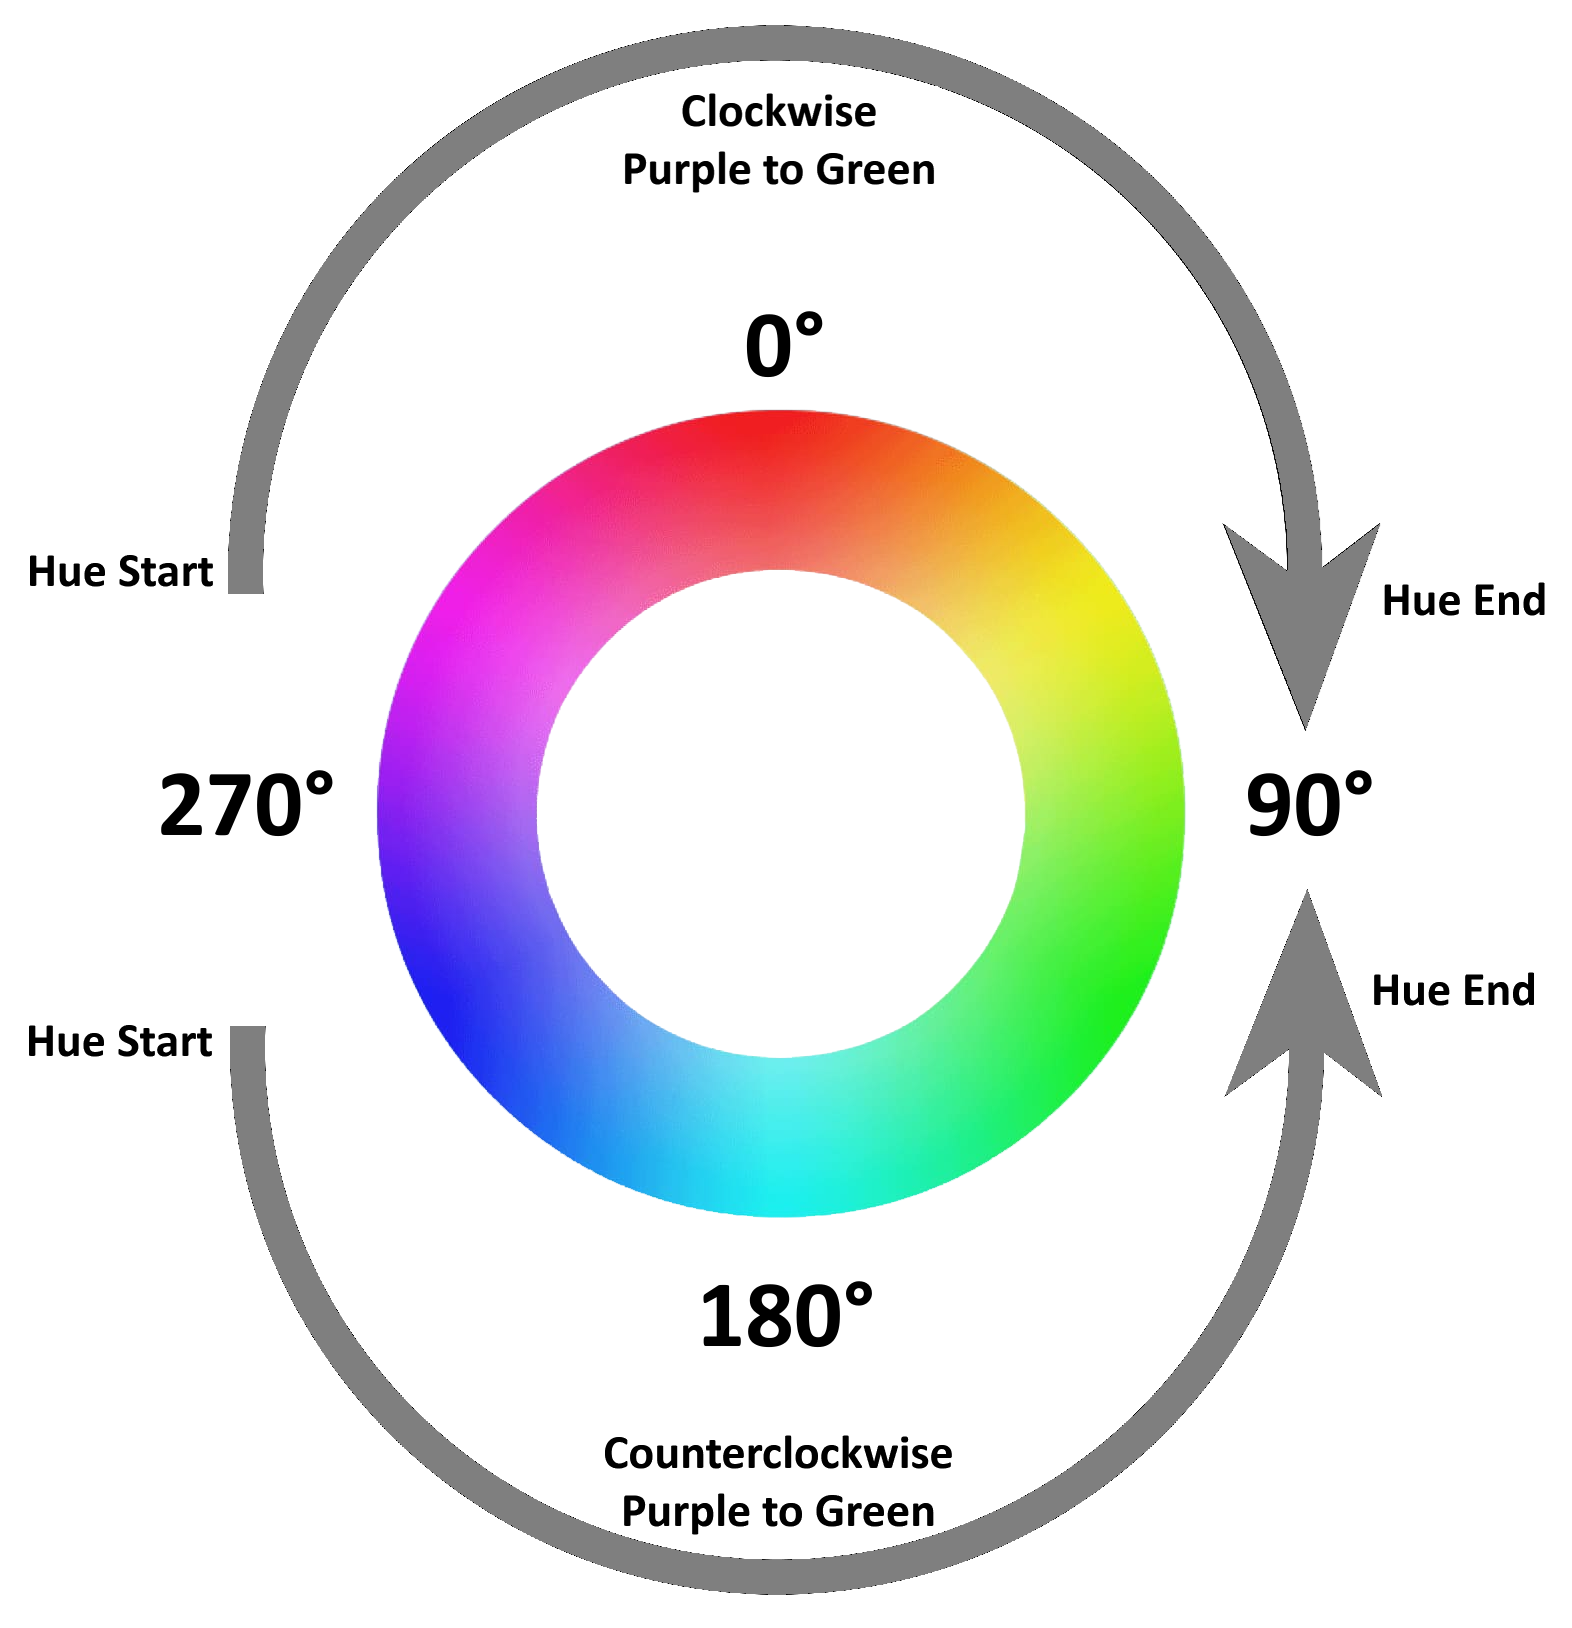 Clockwise
Purple to Green
0°
Hue Start
Hue End
270°
90°
Hue Start
Hue End
180°
Counterclockwise
Purple to Green